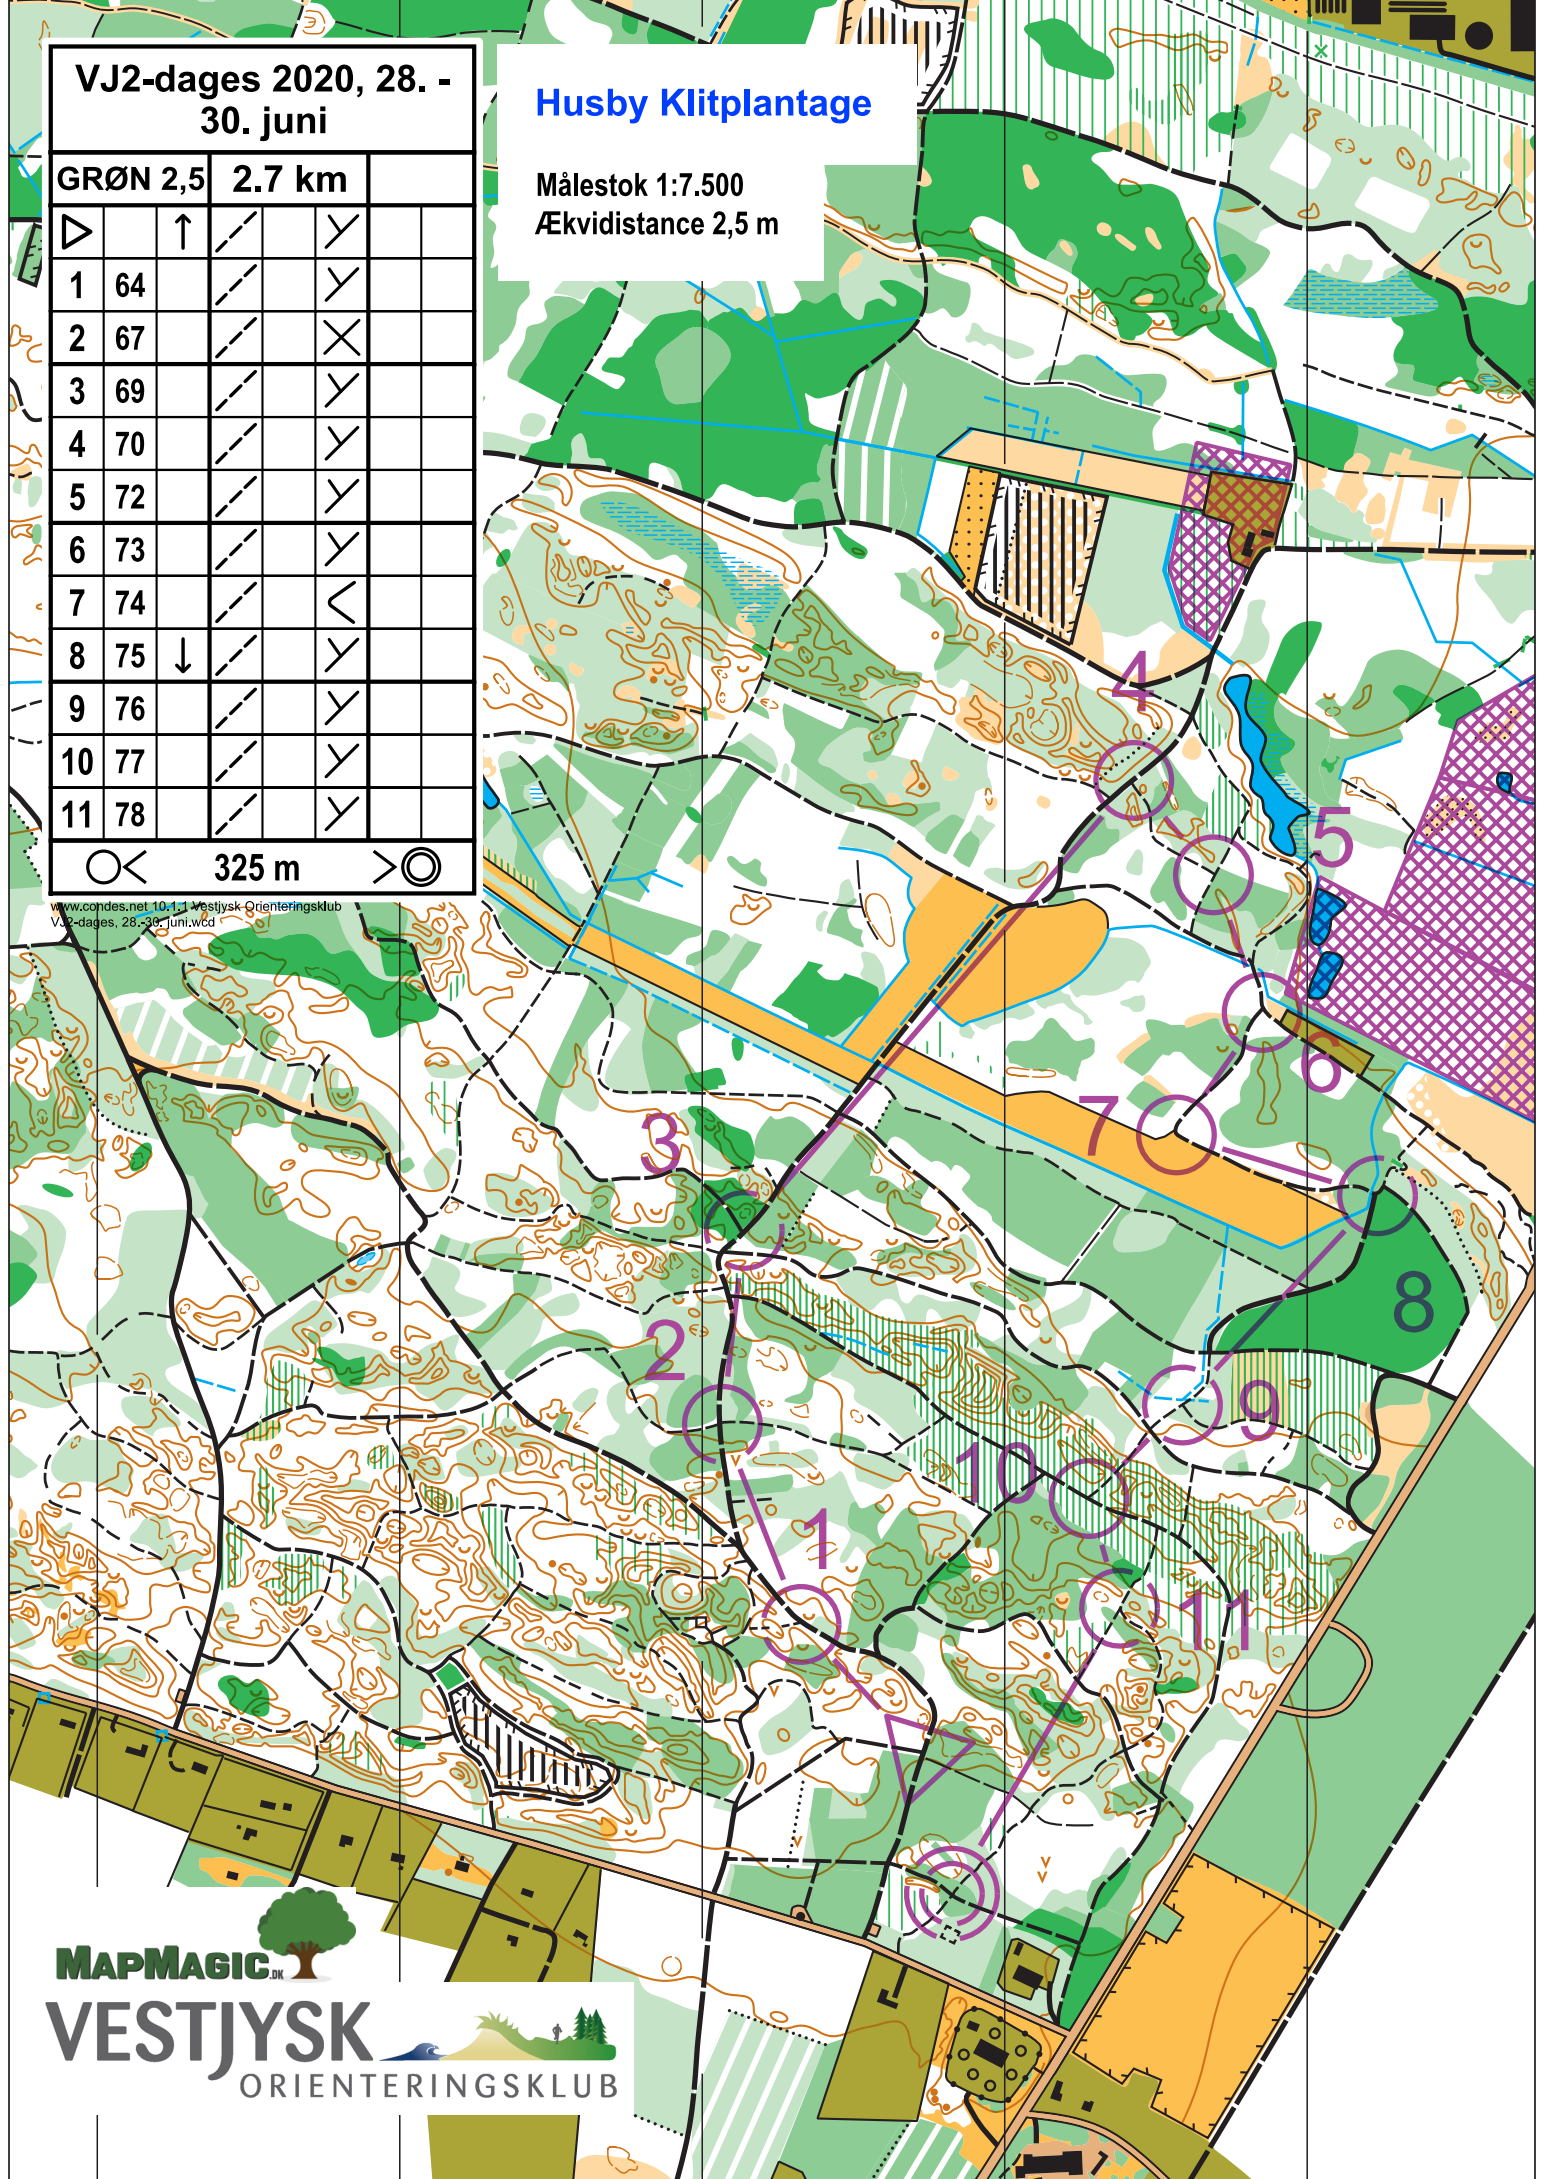 VJ2-dages 2020, 28. -
30. juni
GRØN 2,5 2.7 km
1 64
2 67
3 69
4 70
5 72
6 73
7 74
8 75
9 76
10 77
11 78
325 m
www.condes.net 10.1.1 Vestjysk Orienteringsklub
VJ2-dages, 28.-30. juni.wcd
Husby Klitplantage
Målestok 1:7.500
Ækvidistance 2,5 m
4
5
6
7
3
8
2
9
10
1
11
MAPMAGIC.DK
VESTJYSK
ORIENTERINGSKLUB